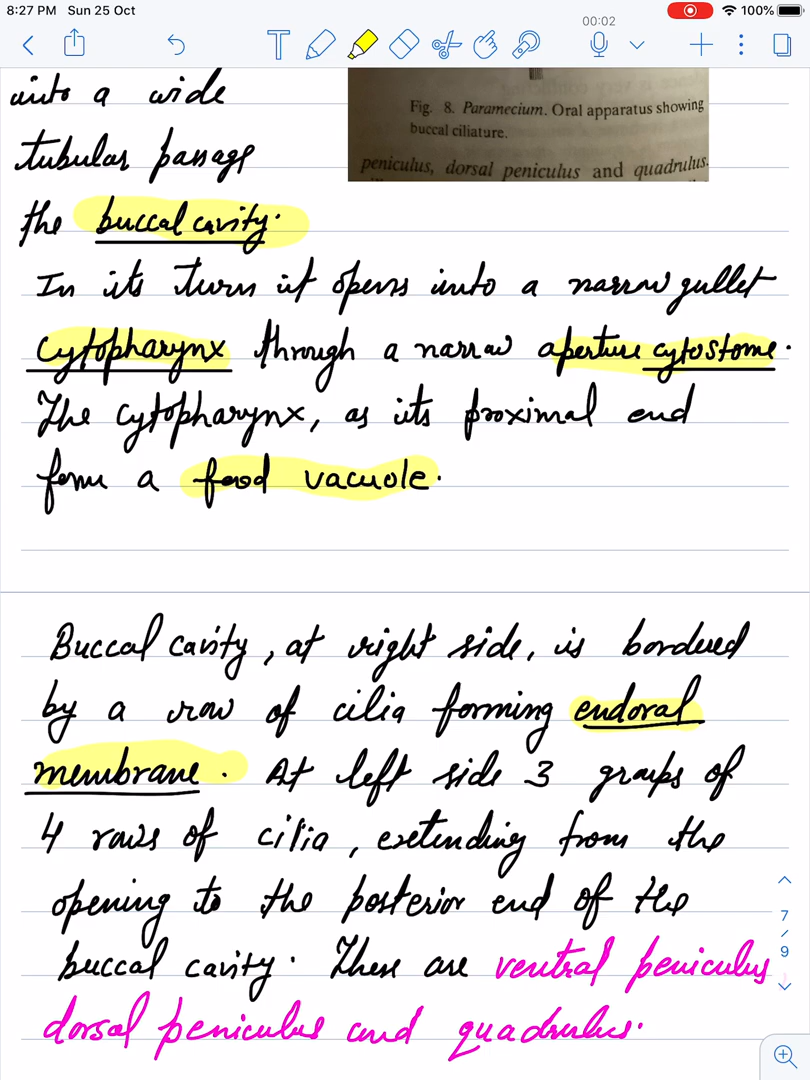 8:27 PM Sun 25 Oct 100%
00:02
into a wide
tubular passage
the buccal cavity.
Fig. 8. Paramecium. Oral apparatus showing
buccal ciliature.
peniculus, dorsal peniculus and quadrulus.
In its turn it opens into a narrow gullet
cytopharynx through a narrow aperture cytostome.
The cytopharynx, as its proximal end
form a food vacuole.
Buccal cavity, at right side, is bordered
by a row of cilia forming endoral
membrane. At left side 3 groups of
4 rows of cilia, extending from the
opening to the posterior end of the
buccal cavity. These are ventral peniculus
dorsal peniculus and quadrulus.
7
/
9